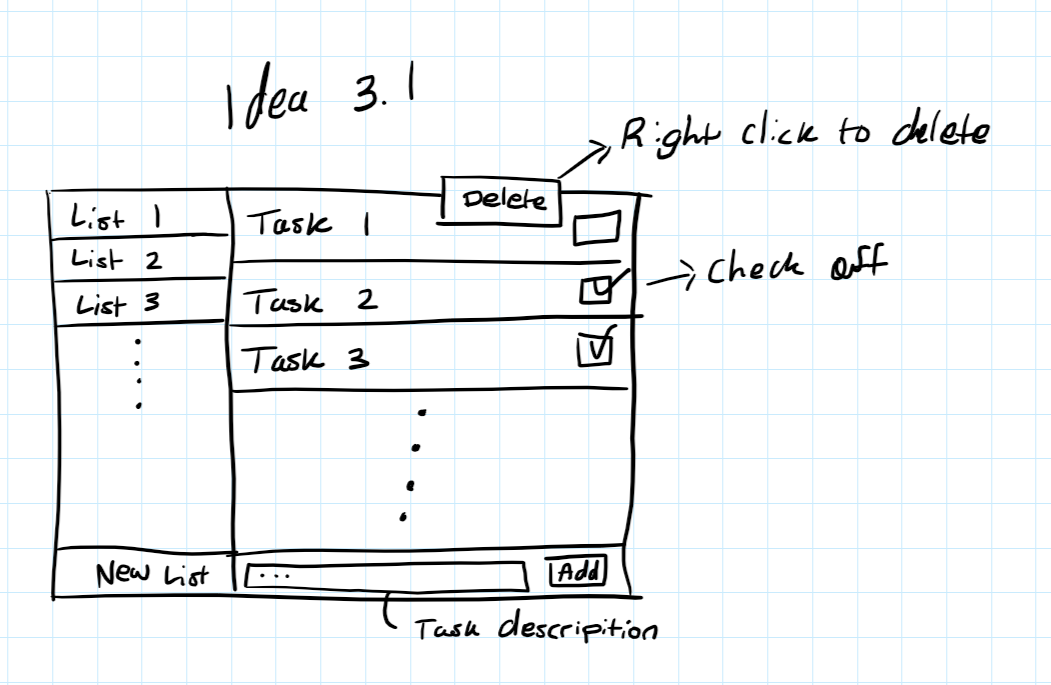 Idea 3.1
Right click to delete
Delete
List 1
List 2
List 3
New List
Task 1
Task 2
Task 3
check off
...
Add
Task descripition